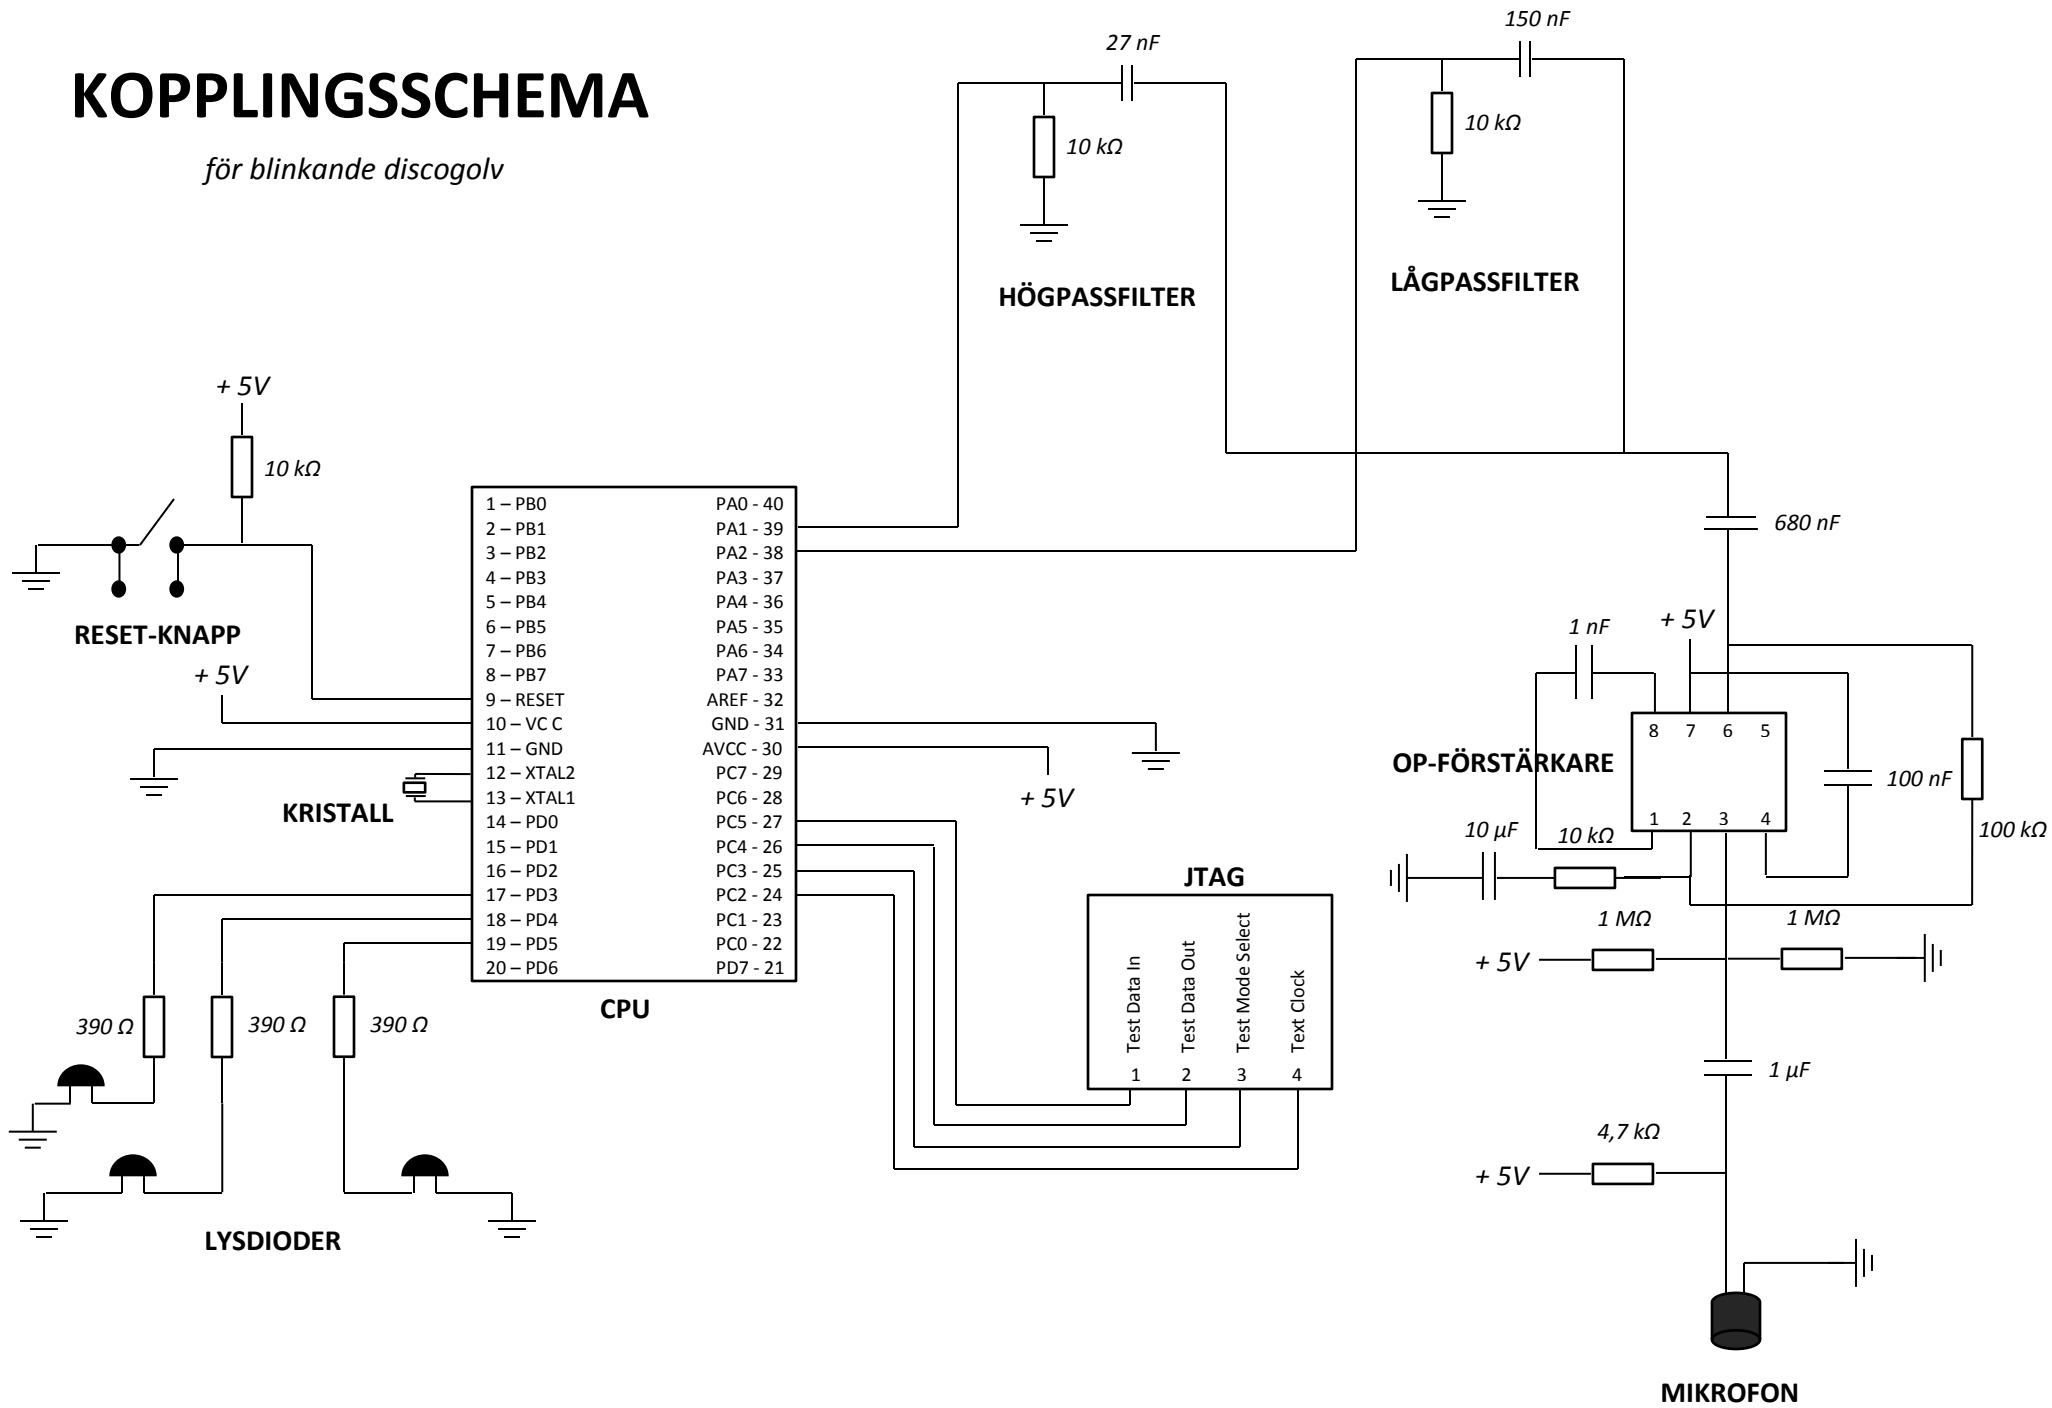 KOPPLINGSSCHEMA
för blinkande discogolv
27 nF
10 kΩ
HÖGPASSFILTER
150 nF
10 kΩ
LÅGPASSFILTER
+ 5V
10 kΩ
RESET-KNAPP
+ 5V
KRISTALL
1 – PB0
2 – PB1
3 – PB2
4 – PB3
5 – PB4
6 – PB5
7 – PB6
8 – PB7
9 – RESET
10 – VC C
11 – GND
12 – XTAL2
13 – XTAL1
14 – PD0
15 – PD1
16 – PD2
17 – PD3
18 – PD4
19 – PD5
20 – PD6
PA0 - 40
PA1 - 39
PA2 - 38
PA3 - 37
PA4 - 36
PA5 - 35
PA6 - 34
PA7 - 33
AREF - 32
GND - 31
AVCC - 30
PC7 - 29
PC6 - 28
PC5 - 27
PC4 - 26
PC3 - 25
PC2 - 24
PC1 - 23
PC0 - 22
PD7 - 21
CPU
+ 5V
680 nF
1 nF
+ 5V
8 7 6 5
OP-FÖRSTÄRKARE
100 nF
1 2 3 4
100 kΩ
10 µF
10 kΩ
1 MΩ
1 MΩ
+ 5V
JTAG
Test Data In
Test Data Out
Test Mode Select
Text Clock
1 2 3 4
390 Ω
390 Ω
390 Ω
LYSDIODER
1 µF
4,7 kΩ
+ 5V
MIKROFON